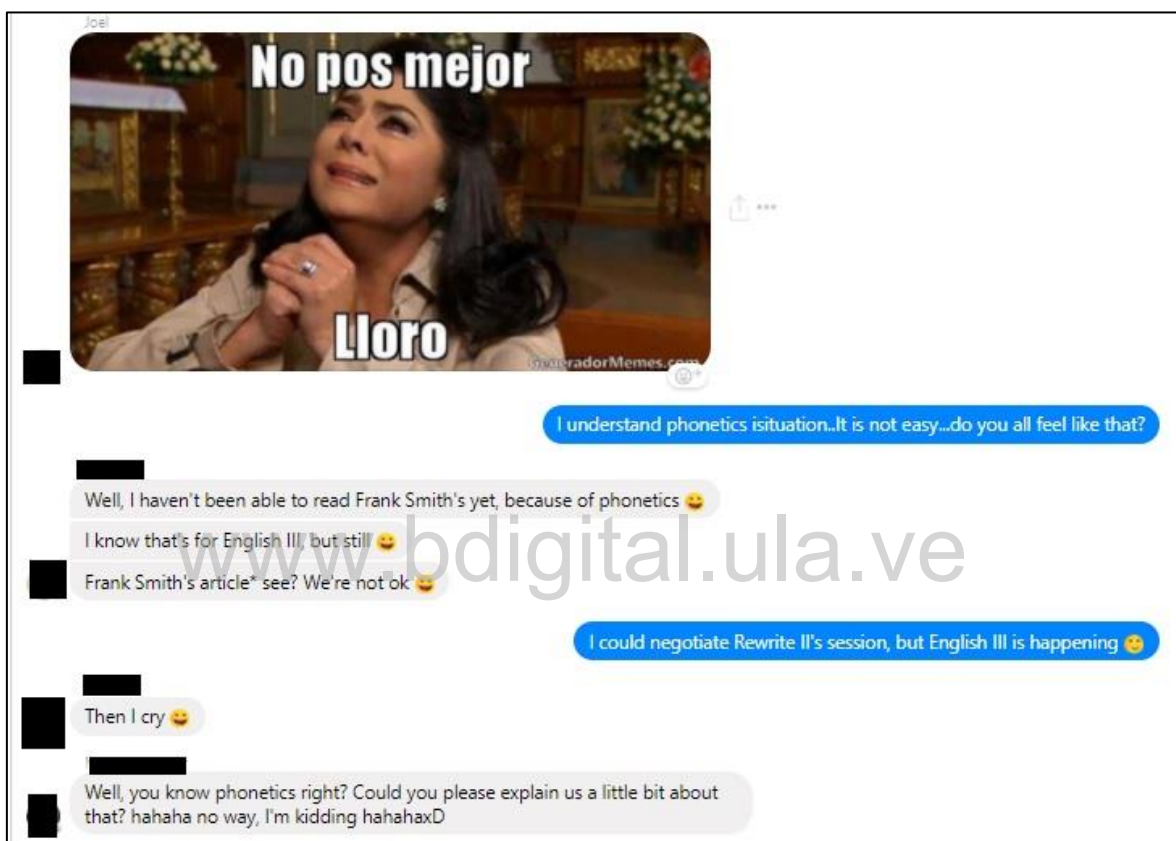 Joel
No pos mejor
Lloro
GeneradorMemes.com
I understand phonetics isituation..It is not easy...do you all feel like that?
Well, I haven't been able to read Frank Smith's yet, because of phonetics 😄
I know that's for English III, but still 😄
www.bdigital.ula.ve
Frank Smith's article* see? We're not ok 😄
I could negotiate Rewrite II's session, but English III is happening 🙂
Then I cry 😄
Well, you know phonetics right? Could you please explain us a little bit about
that? hahaha no way, I'm kidding hahahaxD